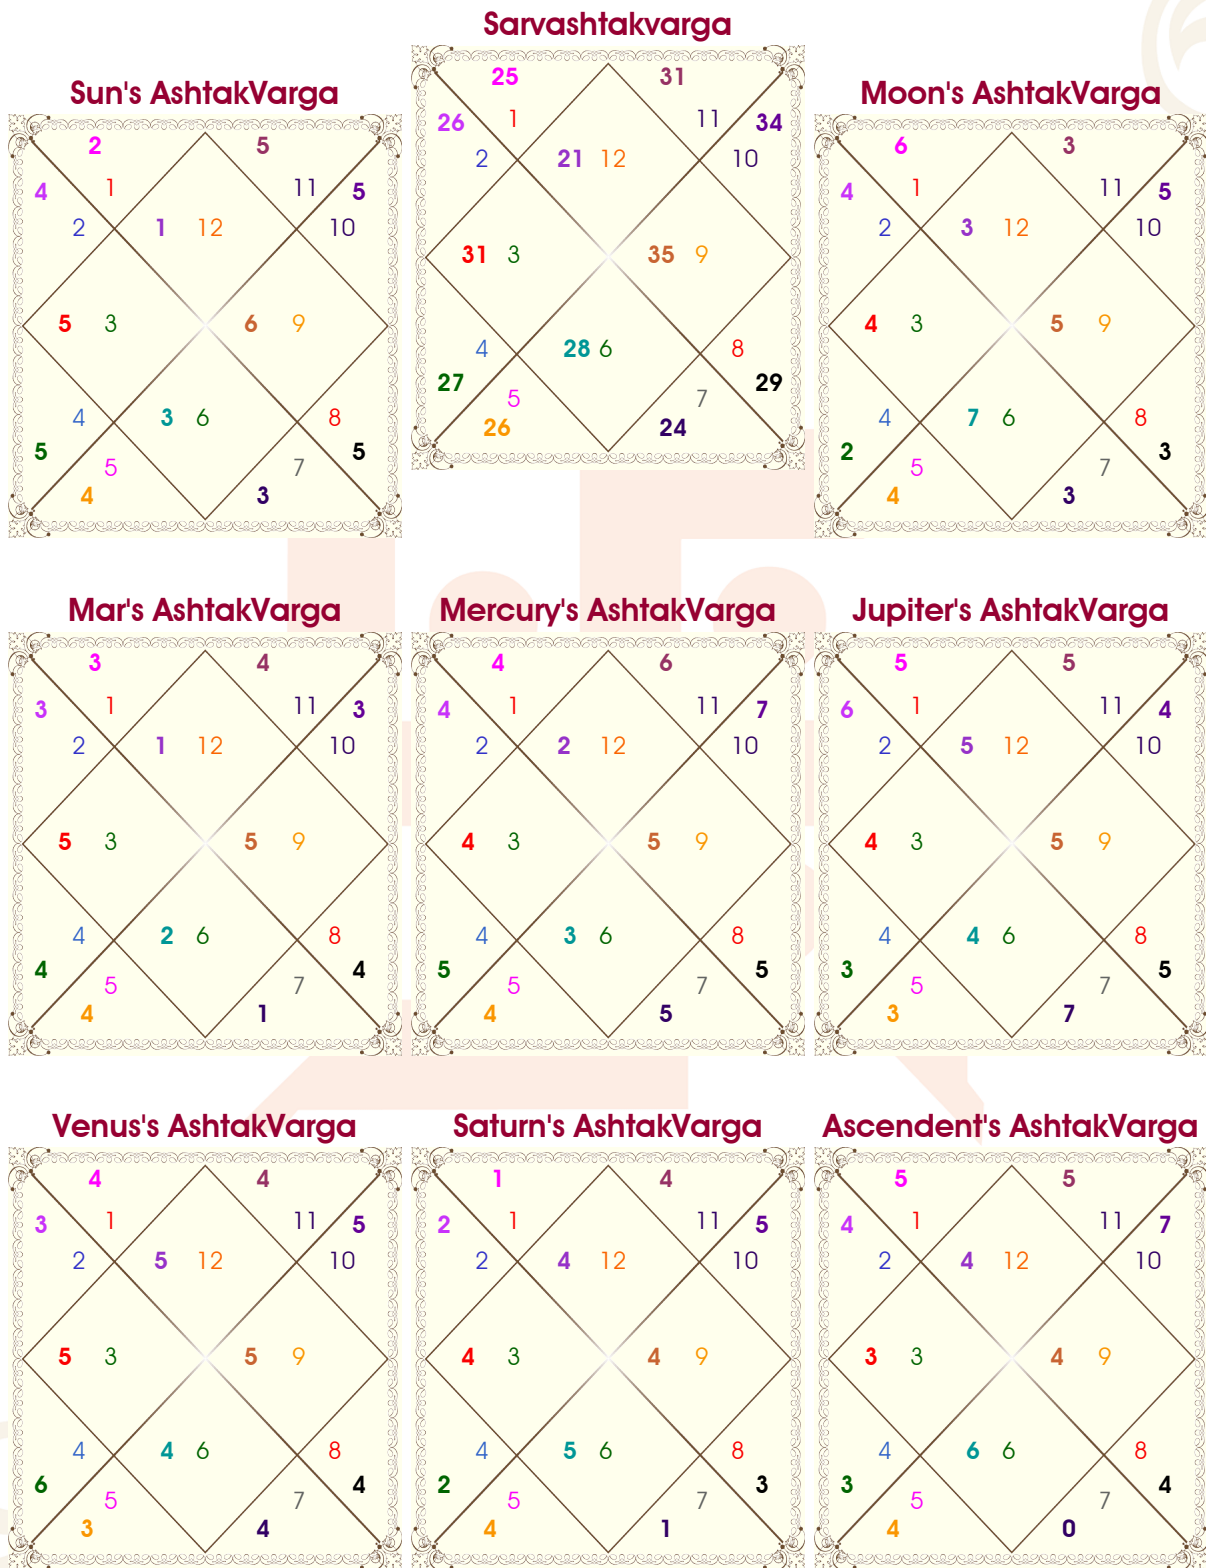 Sarvashtakvarga
25 31
26 1 11 34
2 21 12 10
31 3 35 9
4 28 6 8
27 5 7 29
26 24
Sun's AshtakVarga
2 5
4 1 11 5
2 1 12 10
5 3 6 9
4 3 6 8
5 5 7 5
4 3
Moon's AshtakVarga
6 3
4 1 11 5
2 3 12 10
4 3 5 9
4 7 6 8
2 5 7 3
4 3
Mar's AshtakVarga
3 4
3 1 11 3
2 1 12 10
5 3 5 9
4 2 6 8
4 5 7 4
4 1
Mercury's AshtakVarga
4 6
4 1 11 7
2 2 12 10
4 3 5 9
4 3 6 8
5 5 7 5
4 5
Jupiter's AshtakVarga
5 5
6 1 11 4
2 5 12 10
4 3 5 9
4 4 6 8
3 5 7 5
3 7
Venus's AshtakVarga
4 4
3 1 11 5
2 5 12 10
5 3 5 9
4 4 6 8
6 5 7 4
3 4
Saturn's AshtakVarga
1 4
2 1 11 5
2 4 12 10
4 3 4 9
4 5 6 8
2 5 7 3
4 1
Ascendent's AshtakVarga
5 5
4 1 11 7
2 4 12 10
3 3 4 9
4 6 6 8
3 5 7 4
4 0